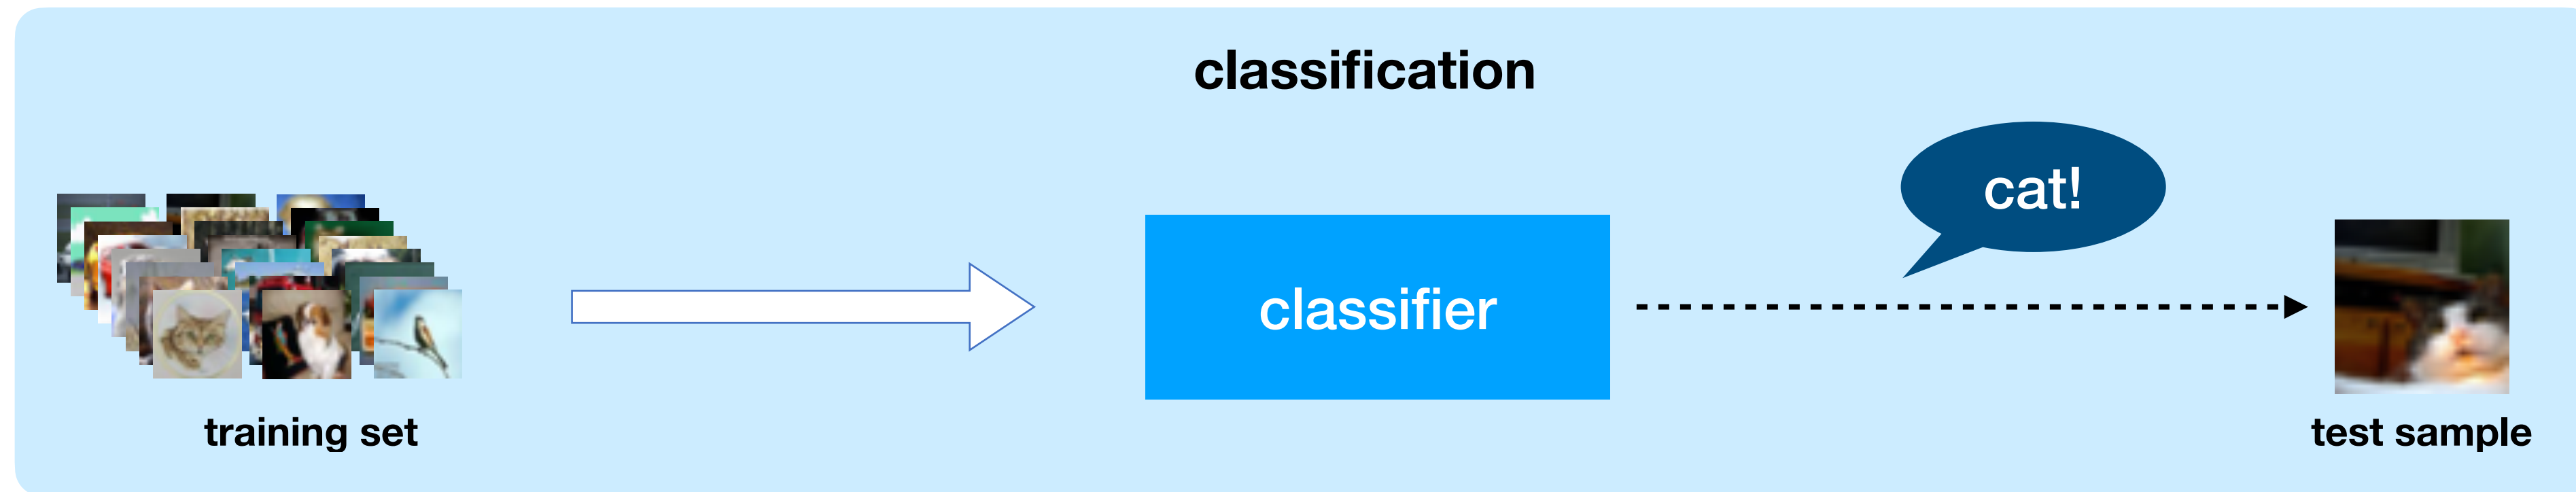 classification
cat!
classifier
training set
test sample